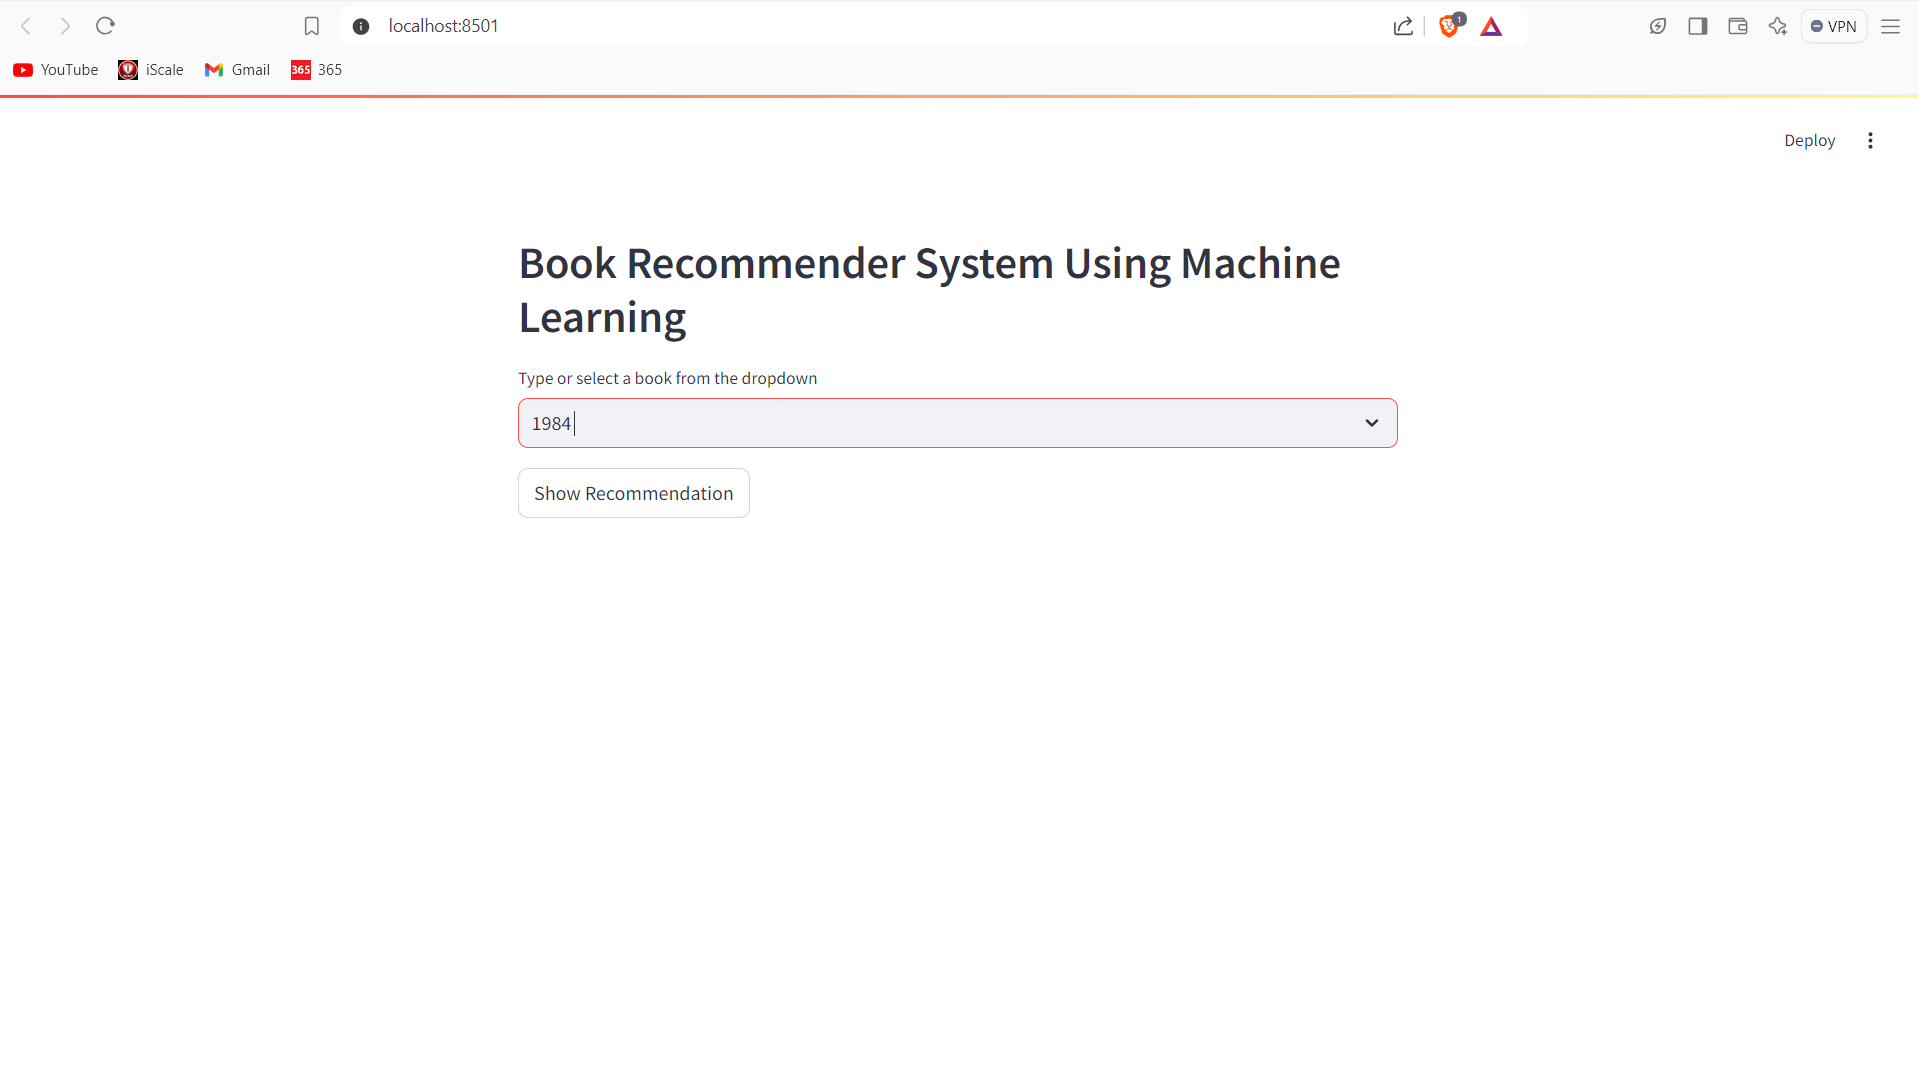 localhost:8501
1
VPN
YouTube
iScale
Gmail
365
365
Deploy
Book Recommender System Using Machine
Learning
Type or select a book from the dropdown
1984
Show Recommendation